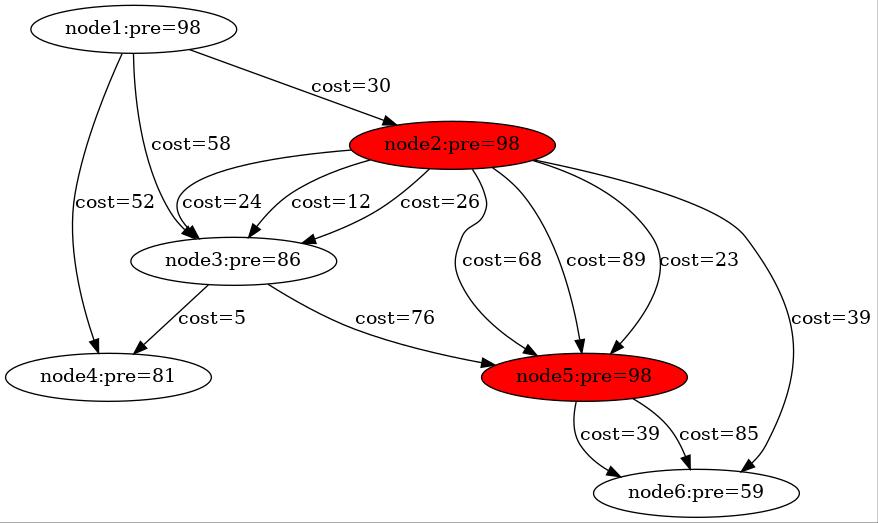 node1:pre=98
cost=30
cost=58
node2:pre=98
cost=52
cost=24
cost=12
cost=26
node3:pre=86
cost=68
cost=89
cost=23
cost=5
cost=76
cost=39
node4:pre=81
node5:pre=98
cost=39
cost=85
node6:pre=59